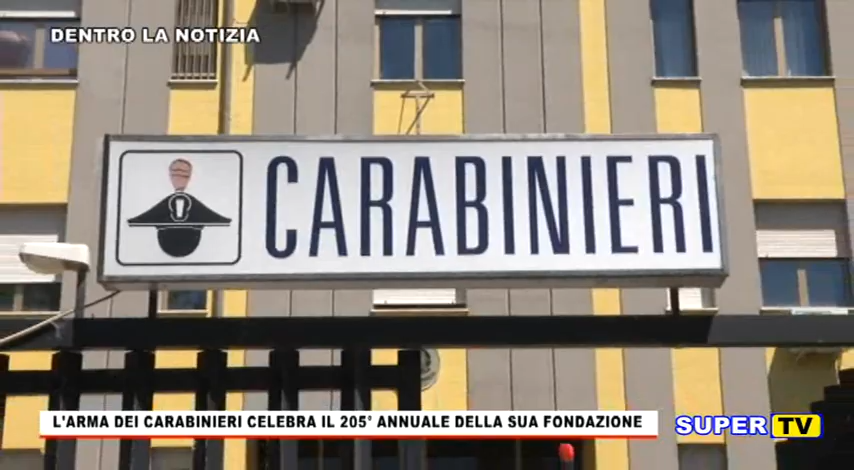 DENTRO LA NOTIZIA
CARABINIERI
L'ARMA DEI CARABINIERI CELEBRA IL 205° ANNUALE DELLA SUA FONDAZIONE
SUPER TV